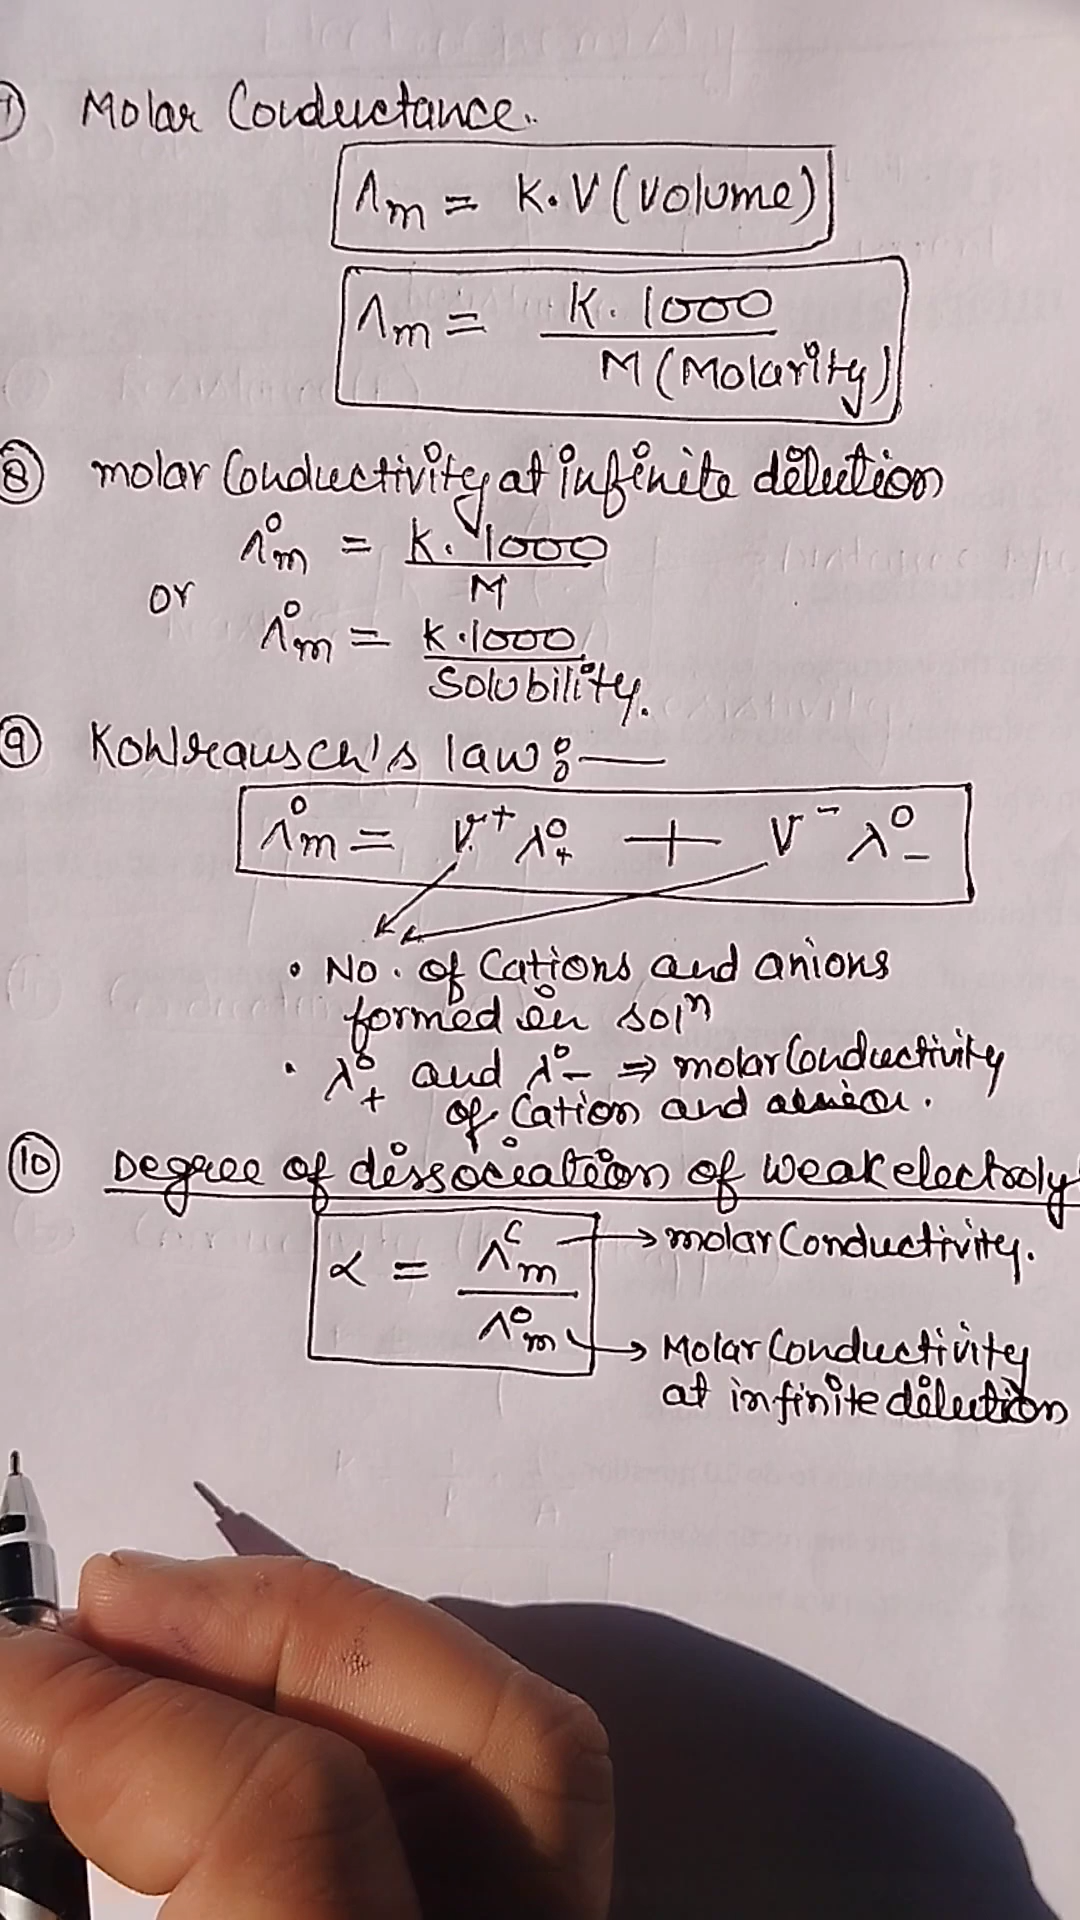 7) Molar Conductance.
Λm = K.V (Volume)
Λm = K. 1000
M (Molarity)
⑧ molar Conductivity at infinite dilution
Λ°m = K. 1000
M
or
Λ°m = K.1000
Solubility.
⑨ Kohlrausch's law:—
Λ°m = V⁺ λ°₊ + V⁻ λ°₋
• No. of Cations and anions
formed in solⁿ
• λ°₊ and λ°₋ ⇒ molar Conductivity
of Cation and anion.
⑩ Degree of dissociation of weak electroly
α = Λᶜm → molar Conductivity.
Λ°m → Molar Conductivity
at infinite dilution